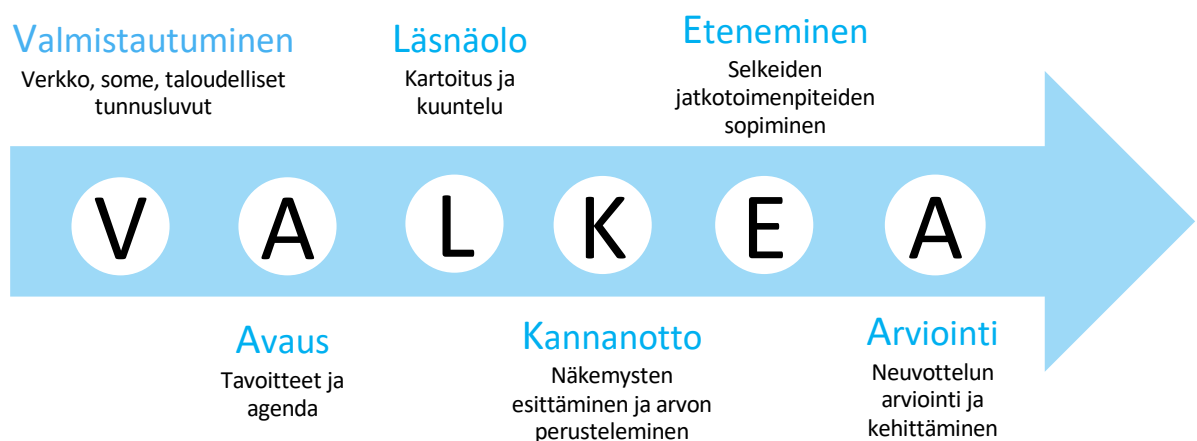 Valmistautuminen
Verkko, some, taloudelliset
tunnusluvut
Läsnäolo
Kartoitus ja
kuuntelu
Eteneminen
Selkeiden
jatkotoimenpiteiden
sopiminen
V A L K E A
Avaus
Tavoitteet ja
agenda
Kannanotto
Näkemysten
esittäminen ja arvon
perusteleminen
Arviointi
Neuvottelun
arviointi ja
kehittäminen